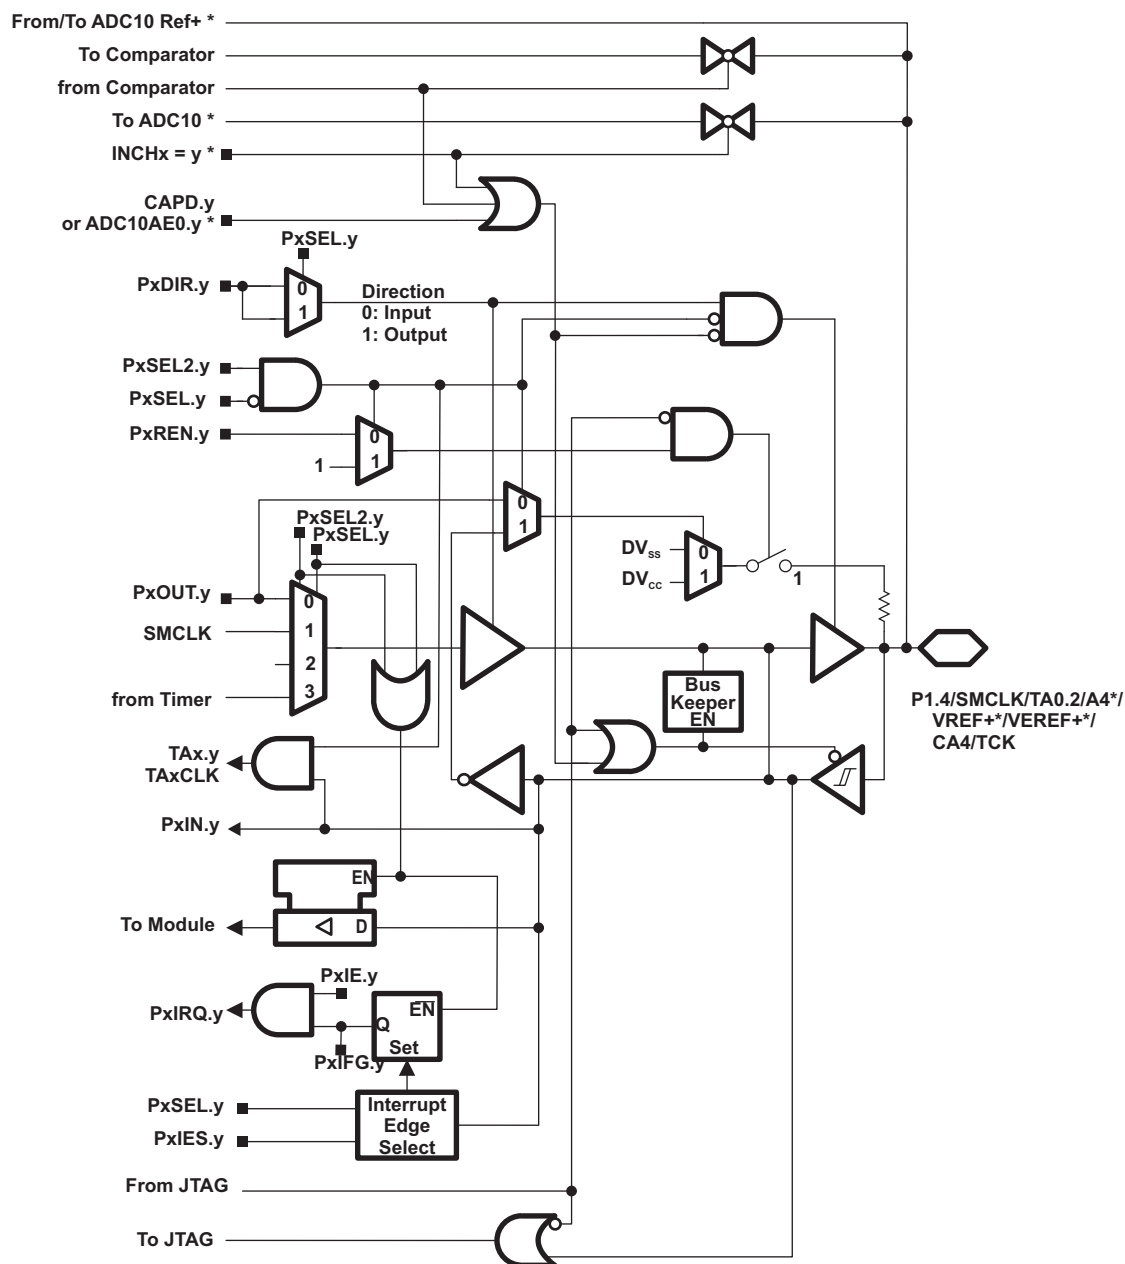 From/To ADC10 Ref+ *
To Comparator
from Comparator
To ADC10 *
INCHx = y *
CAPD.y
or ADC10AE0.y *
PxSEL.y
PxDIR.y
0
1
Direction
0: Input
1: Output
PxSEL2.y
PxSEL.y
PxREN.y
0
1
1
0
1
PxSEL2.y
PxSEL.y
DVSS
DVCC
0
1
1
PxOUT.y
0
SMCLK
1
2
from Timer
3
Bus
Keeper
EN
P1.4/SMCLK/TA0.2/A4*/
VREF+*/VEREF+*/
CA4/TCK
TAx.y
TAxCLK
PxIN.y
EN
To Module
D
PxIE.y
PxIRQ.y
EN
Q
Set
PxIFG.y
PxSEL.y
PxIES.y
Interrupt
Edge
Select
From JTAG
To JTAG